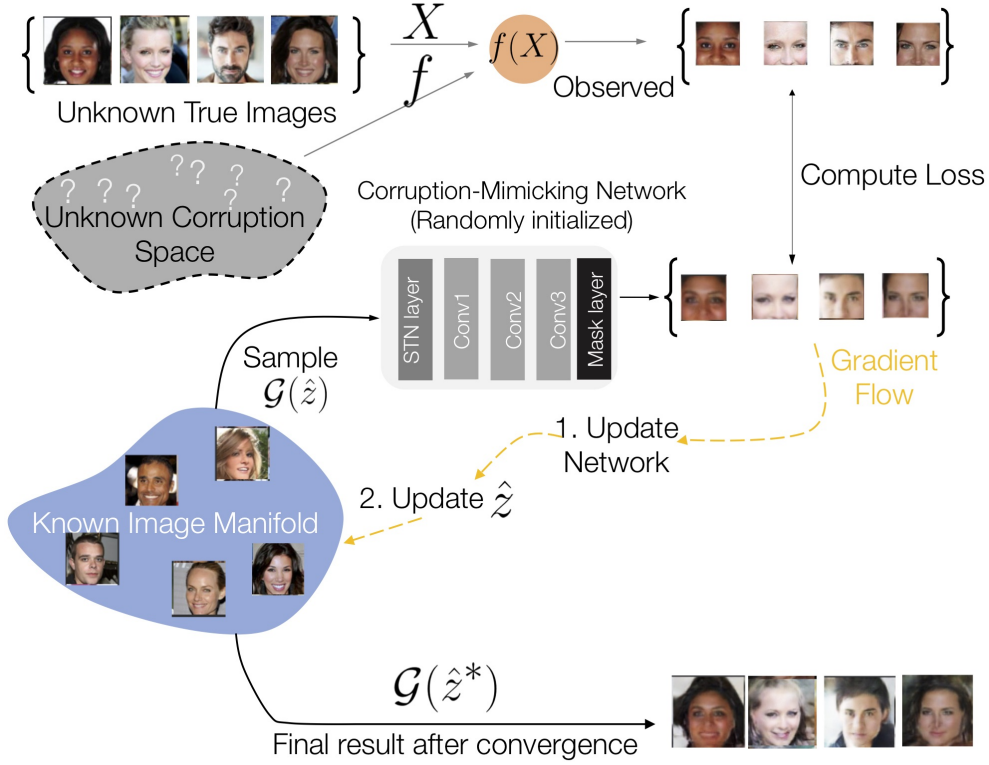 X
f
f(X)
Observed
Unknown True Images
? ? ? ? ? ? ? ?
Unknown Corruption
Space
Compute Loss
Corruption-Mimicking Network
(Randomly initialized)
STN layer
Conv1
Conv2
Conv3
Mask layer
Sample
𝒢(ẑ)
Gradient
Flow
1. Update
Network
2. Update ẑ
Known Image Manifold
𝒢(ẑ*)
Final result after convergence